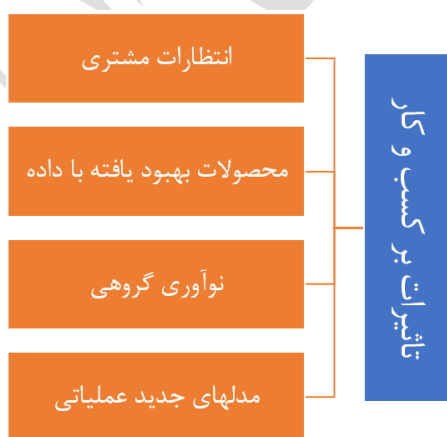 تاثیرات بر کسب و کار
انتظارات مشتری
محصولات بهبود یافته با داده
نوآوری گروهی
مدلهای جدید عملیاتی